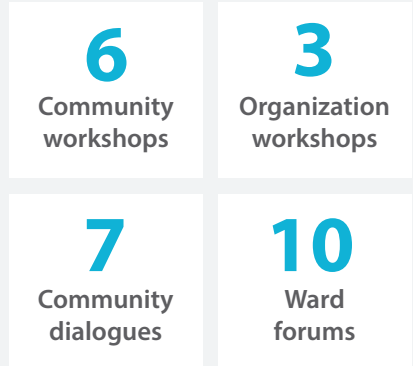 6
Community
workshops
3
Organization
workshops
7
Community
dialogues
10
Ward
forums